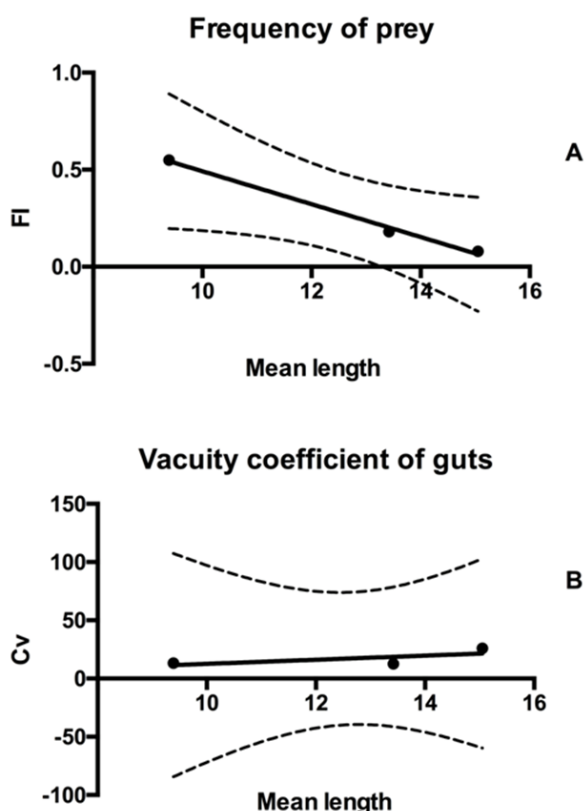 Frequency of prey
1.0
A
0.5
FI
0.0
10 12 14 16
-0.5
Mean length
Vacuity coefficient of guts
150
100
B
50
Cv
0
10 12 14 16
-50
-100
Mean length